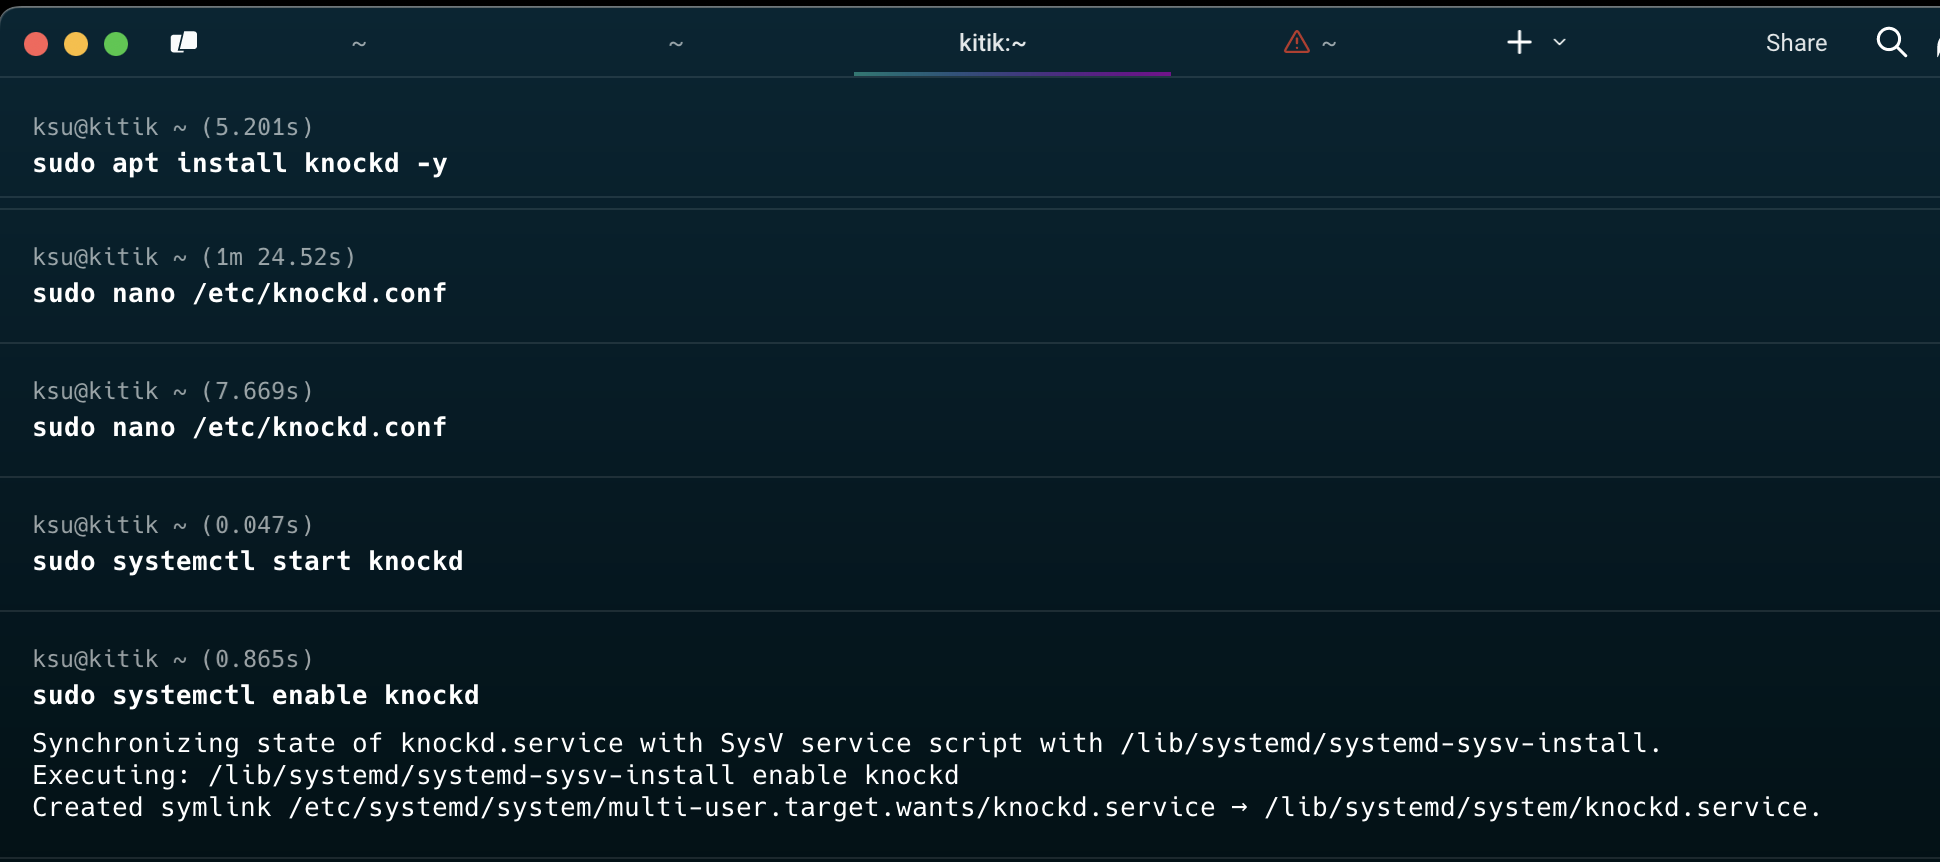 ~ ~ kitik:~ ~ Share
ksu@kitik ~ (5.201s)
sudo apt install knockd -y
ksu@kitik ~ (1m 24.52s)
sudo nano /etc/knockd.conf
ksu@kitik ~ (7.669s)
sudo nano /etc/knockd.conf
ksu@kitik ~ (0.047s)
sudo systemctl start knockd
ksu@kitik ~ (0.865s)
sudo systemctl enable knockd
Synchronizing state of knockd.service with SysV service script with /lib/systemd/systemd-sysv-install.
Executing: /lib/systemd/systemd-sysv-install enable knockd
Created symlink /etc/systemd/system/multi-user.target.wants/knockd.service → /lib/systemd/system/knockd.service.